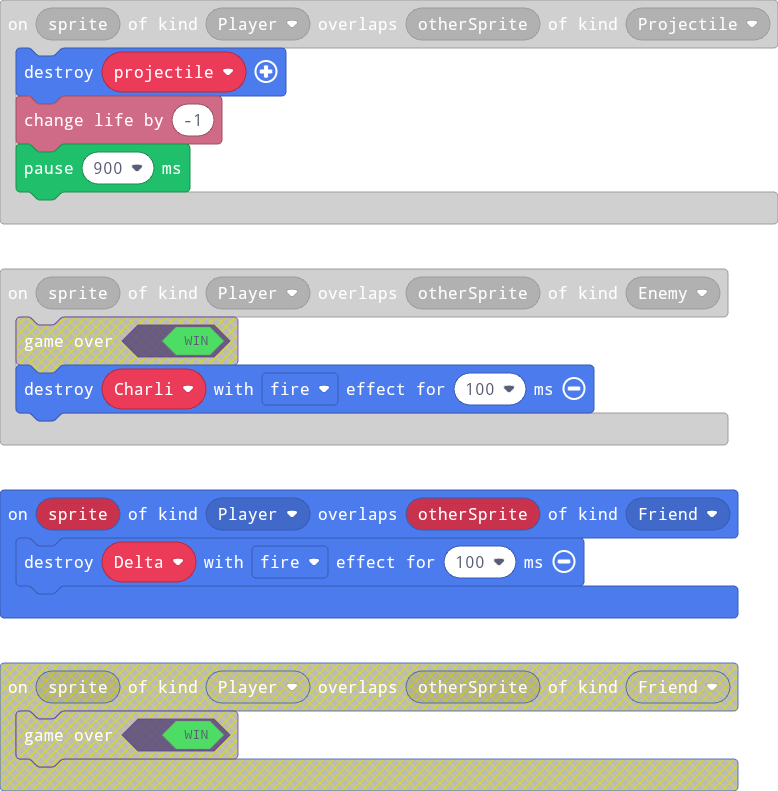 on sprite of kind Player overlaps otherSprite of kind Projectile
destroy projectile
change life by -1
pause 900 ms
on sprite of kind Player overlaps otherSprite of kind Enemy
game over WIN
destroy Charli with fire effect for 100 ms
on sprite of kind Player overlaps otherSprite of kind Friend
destroy Delta with fire effect for 100 ms
on sprite of kind Player overlaps otherSprite of kind Friend
game over WIN